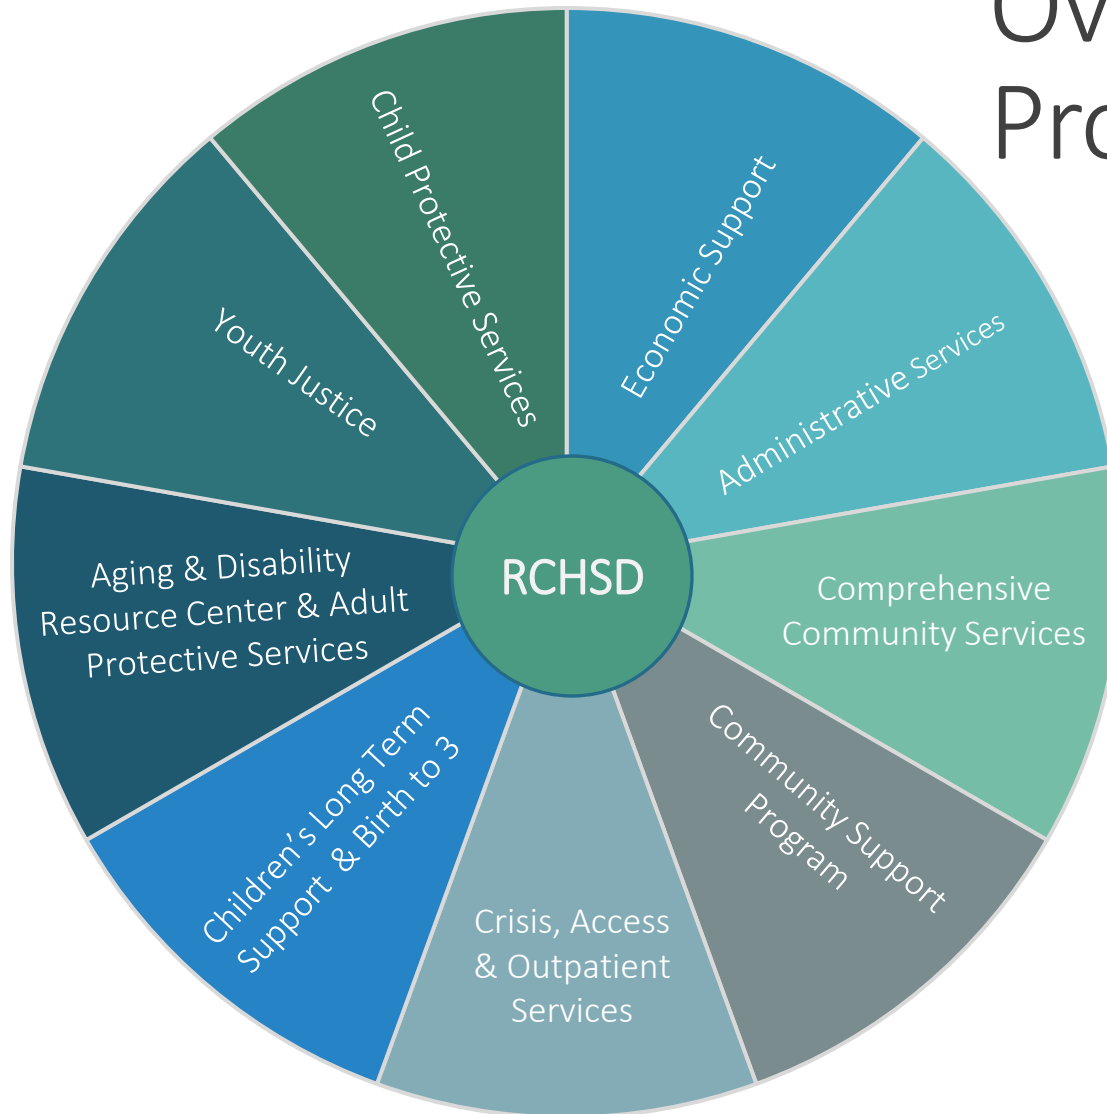 Economic Support
Administrative Services
Comprehensive
Community Services
Community Support
Program
Crisis, Access
& Outpatient
Services
Children’s Long Term
Support & Birth to 3
Aging & Disability
Resource Center & Adult
Protective Services
Youth Justice
Child Protective Services
RCHSD